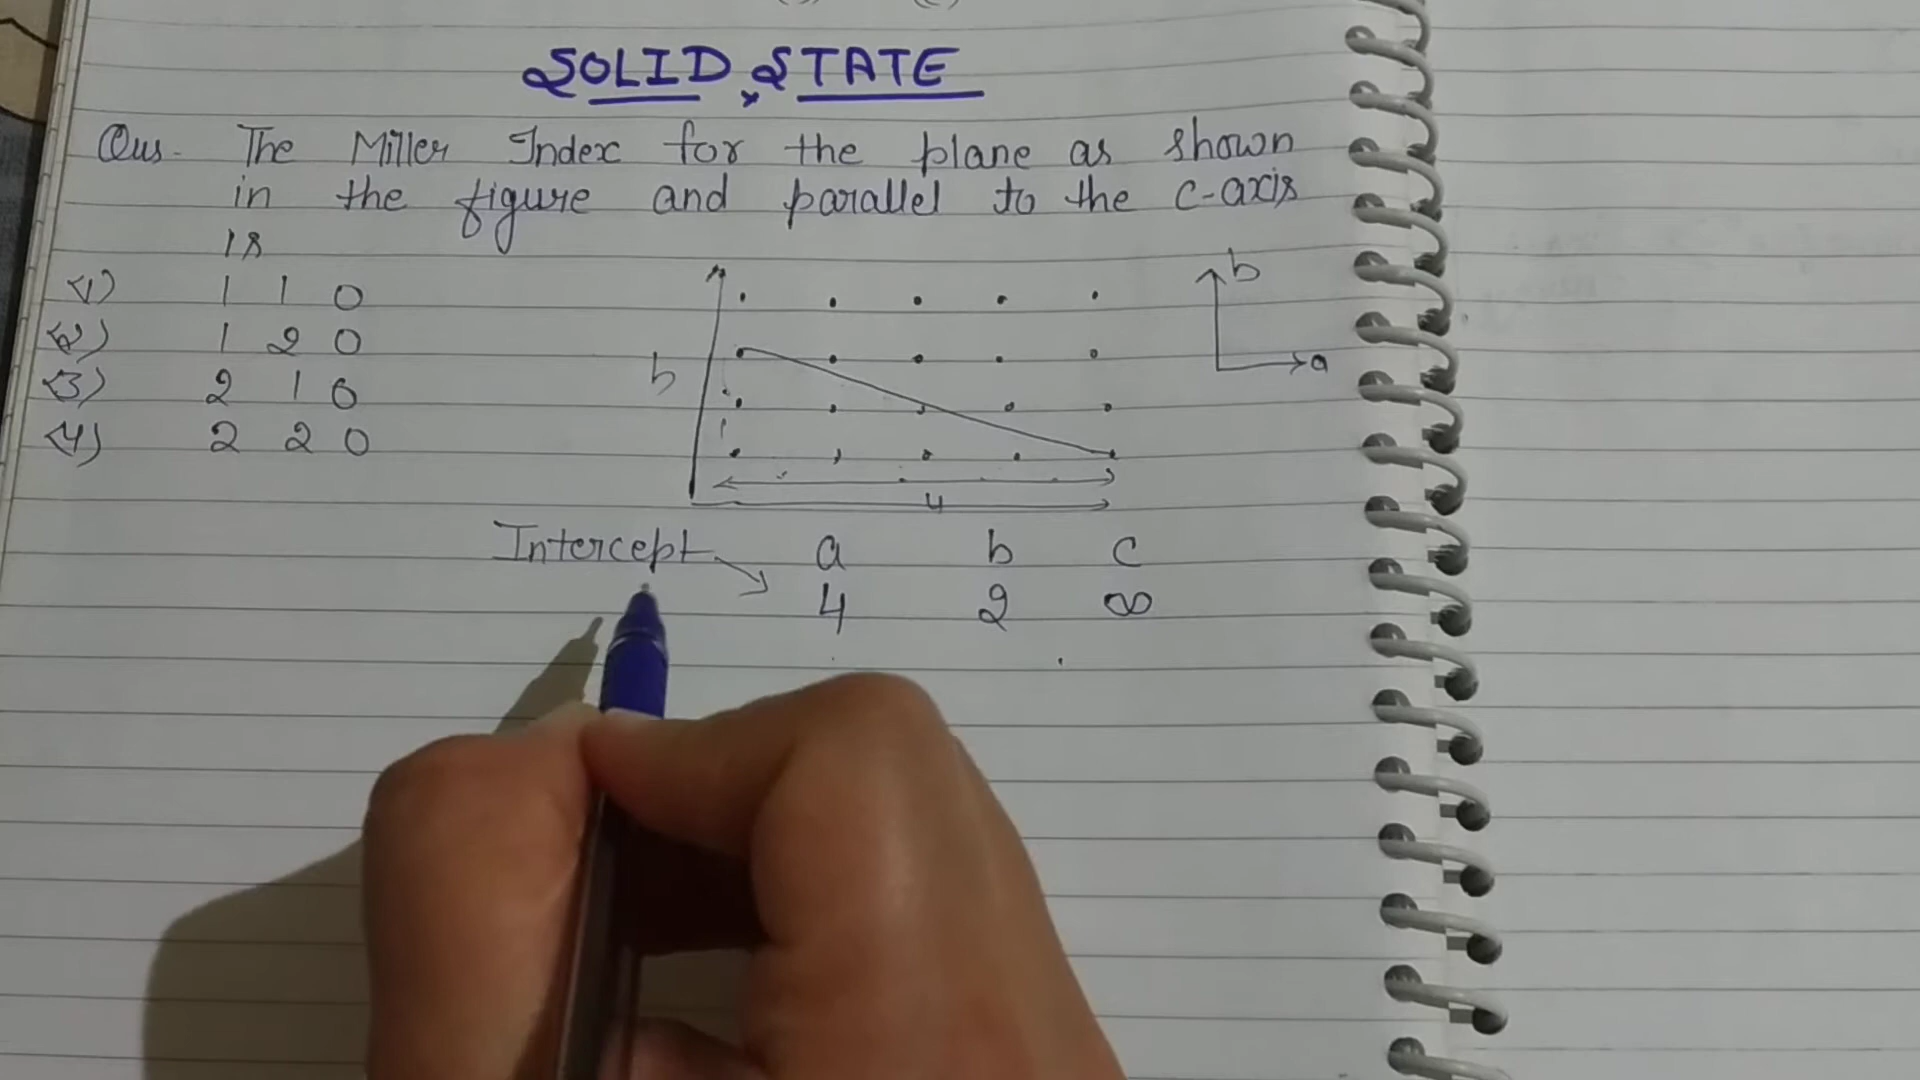 SOLID STATE
Qus. The Miller Index for the plane as shown
in the figure and parallel to the c-axis
is
(1) 1 1 0
(2) 1 2 0
(3) 2 1 0
(4) 2 2 0
b
b
a
4
Intercept → a b c
4 2 ∞